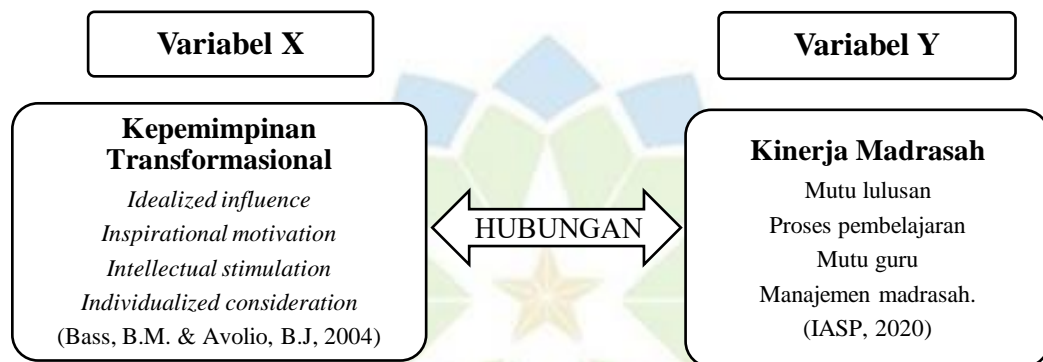 Variabel X
Kepemimpinan
Transformasional
Idealized influence
Inspirational motivation
Intellectual stimulation
Individualized consideration
(Bass, B.M. & Avolio, B.J, 2004)
HUBUNGAN
Variabel Y
Kinerja Madrasah
Mutu lulusan
Proses pembelajaran
Mutu guru
Manajemen madrasah.
(IASP, 2020)